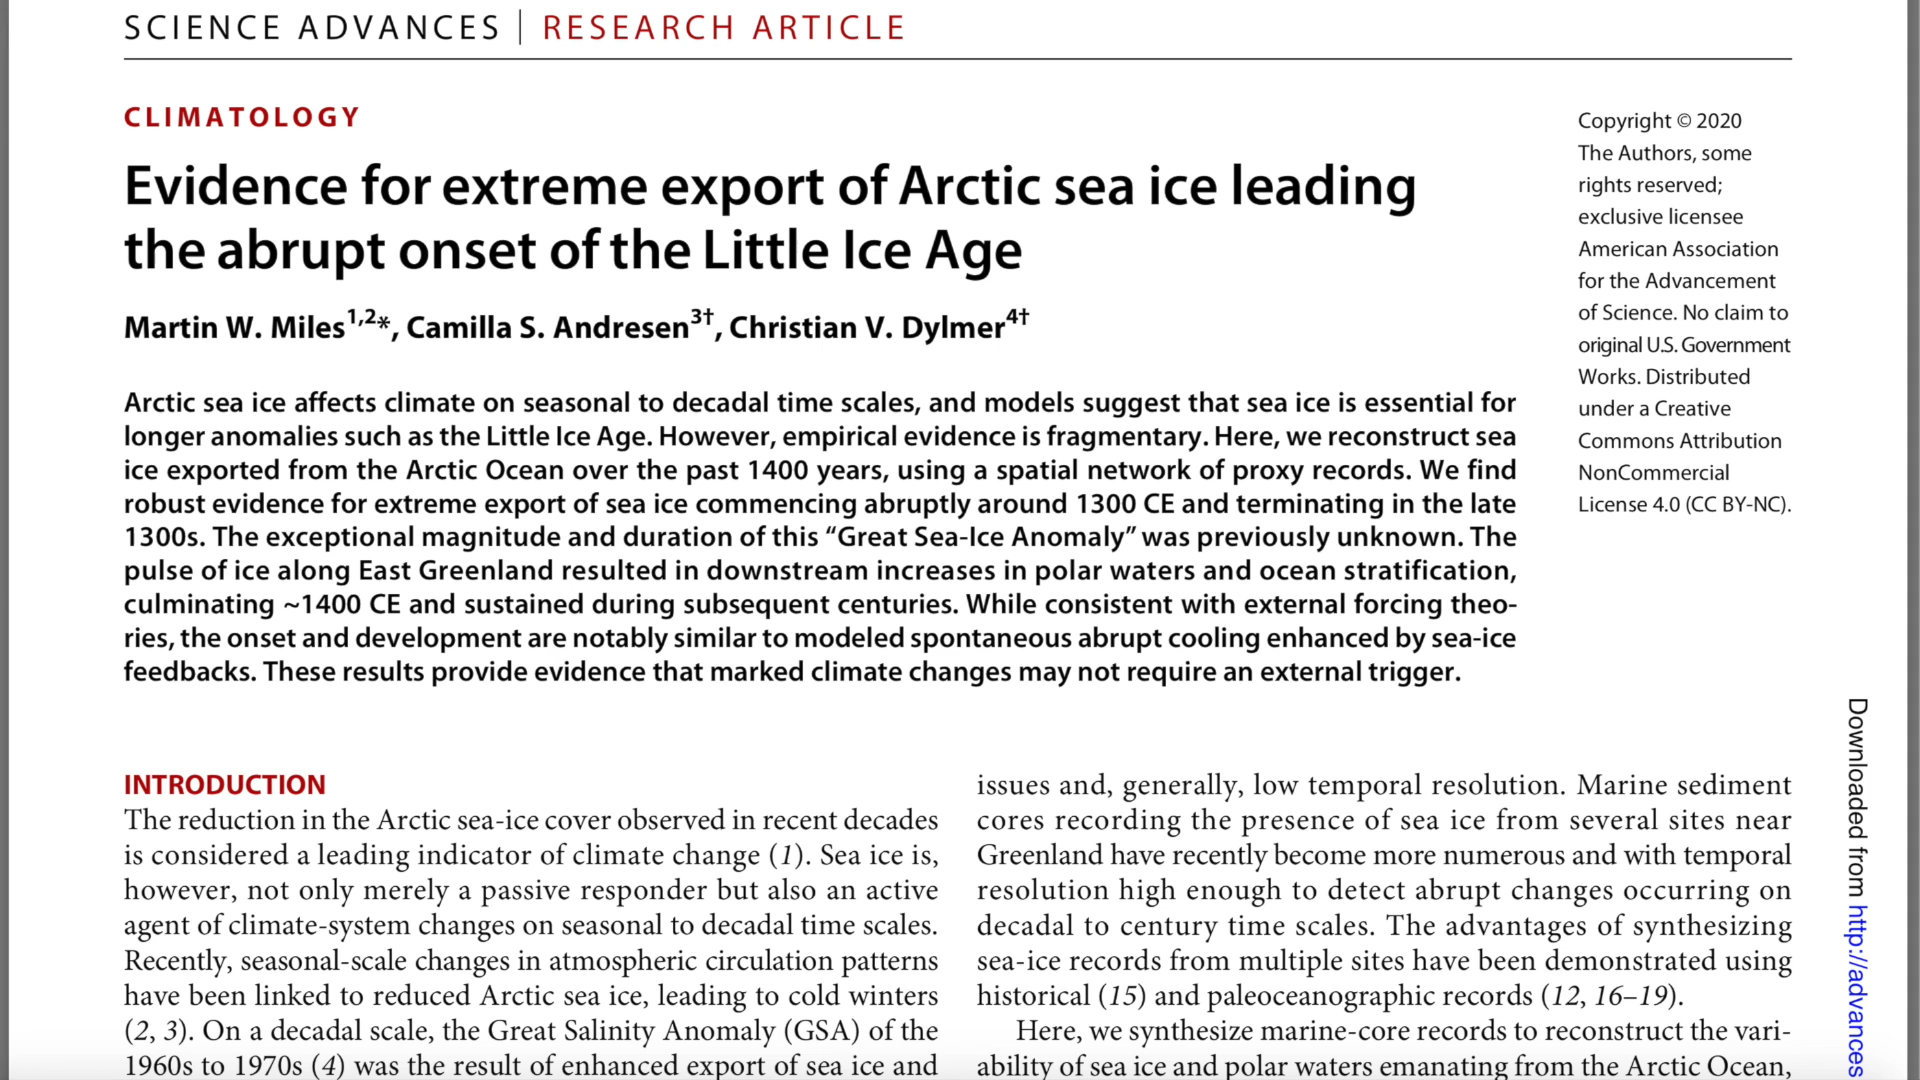 SCIENCE ADVANCES | RESEARCH ARTICLE
CLIMATOLOGY
Evidence for extreme export of Arctic sea ice leading
the abrupt onset of the Little Ice Age
Martin W. Miles1,2*, Camilla S. Andresen3†, Christian V. Dylmer4†
Arctic sea ice affects climate on seasonal to decadal time scales, and models suggest that sea ice is essential for
longer anomalies such as the Little Ice Age. However, empirical evidence is fragmentary. Here, we reconstruct sea
ice exported from the Arctic Ocean over the past 1400 years, using a spatial network of proxy records. We find
robust evidence for extreme export of sea ice commencing abruptly around 1300 CE and terminating in the late
1300s. The exceptional magnitude and duration of this “Great Sea-Ice Anomaly” was previously unknown. The
pulse of ice along East Greenland resulted in downstream increases in polar waters and ocean stratification,
culminating ~1400 CE and sustained during subsequent centuries. While consistent with external forcing theo-
ries, the onset and development are notably similar to modeled spontaneous abrupt cooling enhanced by sea-ice
feedbacks. These results provide evidence that marked climate changes may not require an external trigger.
Copyright © 2020
The Authors, some
rights reserved;
exclusive licensee
American Association
for the Advancement
of Science. No claim to
original U.S. Government
Works. Distributed
under a Creative
Commons Attribution
NonCommercial
License 4.0 (CC BY-NC).
INTRODUCTION
The reduction in the Arctic sea-ice cover observed in recent decades
is considered a leading indicator of climate change (1). Sea ice is,
however, not only merely a passive responder but also an active
agent of climate-system changes on seasonal to decadal time scales.
Recently, seasonal-scale changes in atmospheric circulation patterns
have been linked to reduced Arctic sea ice, leading to cold winters
(2, 3). On a decadal scale, the Great Salinity Anomaly (GSA) of the
1960s to 1970s (4) was the result of enhanced export of sea ice and
issues and, generally, low temporal resolution. Marine sediment
cores recording the presence of sea ice from several sites near
Greenland have recently become more numerous and with temporal
resolution high enough to detect abrupt changes occurring on
decadal to century time scales. The advantages of synthesizing
sea-ice records from multiple sites have been demonstrated using
historical (15) and paleoceanographic records (12, 16–19).
Here, we synthesize marine-core records to reconstruct the vari-
ability of sea ice and polar waters emanating from the Arctic Ocean,
Downloaded from http://advances